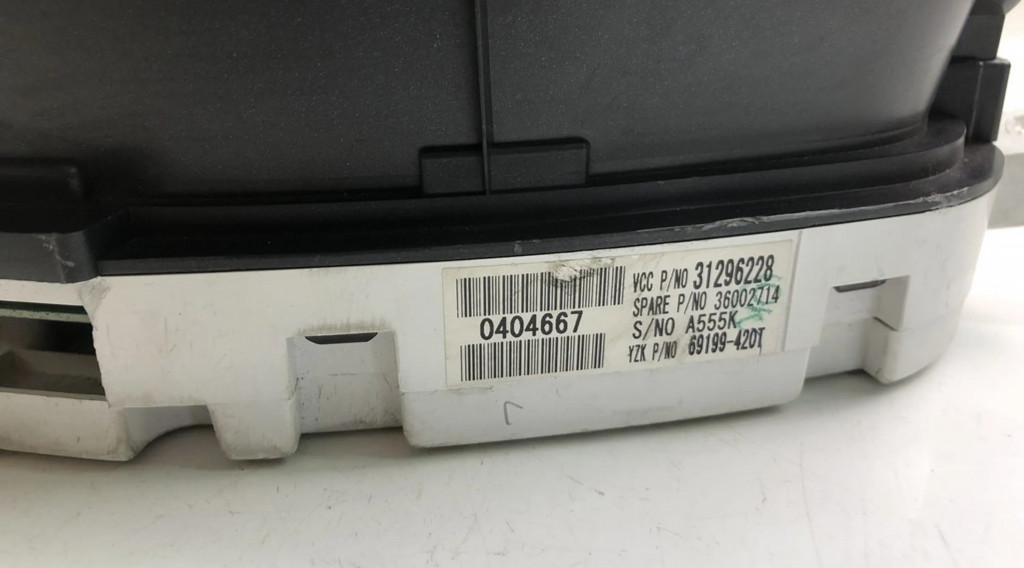 VCC P/NO 31296228
SPARE P/NO 36002714
0404667
S/NO A555K
YZK P/NO 69199-420T